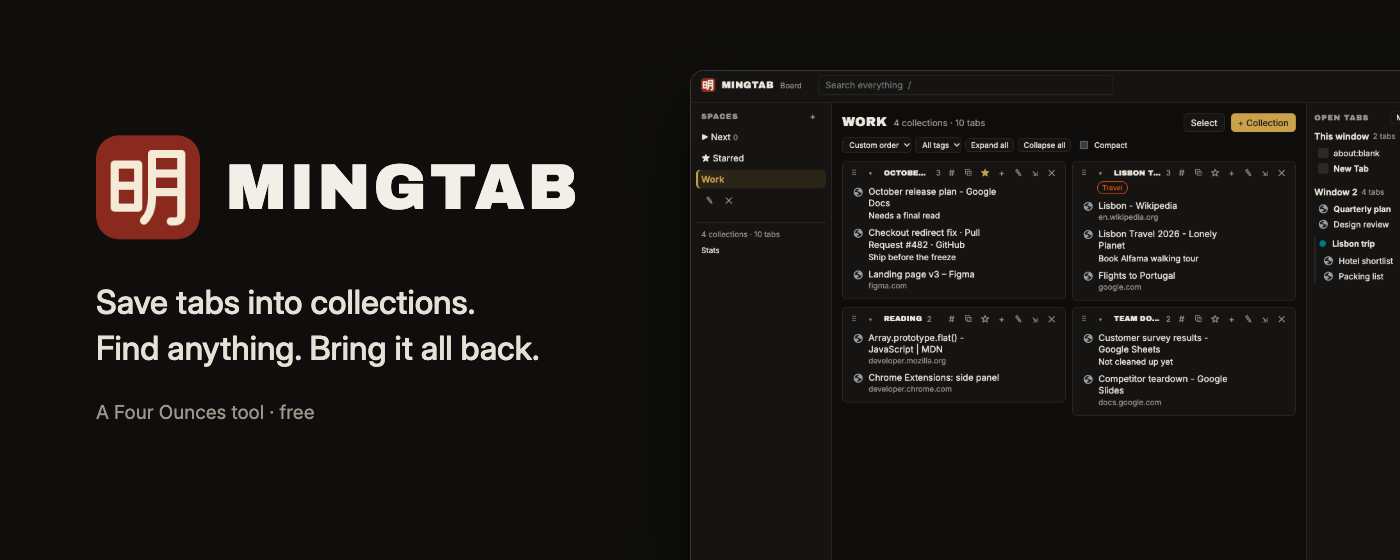 明 MINGTAB
Save tabs into collections.
Find anything. Bring it all back.
A Four Ounces tool · free
明 MINGTAB Board
Search everything /
SPACES +
Next 0
Starred
Work
4 collections · 10 tabs
Stats
WORK 4 collections · 10 tabs
Select
+ Collection
Custom order
All tags
Expand all
Collapse all
Compact
OCTOBE... 3 #
October release plan - Google
Docs
Needs a final read
Checkout redirect fix · Pull
Request #482 · GitHub
Ship before the freeze
Landing page v3 – Figma
figma.com
LISBON T... 3 #
Travel
Lisbon - Wikipedia
en.wikipedia.org
Lisbon Travel 2026 - Lonely
Planet
Book Alfama walking tour
Flights to Portugal
google.com
READING 2 #
Array.prototype.flat() -
JavaScript | MDN
developer.mozilla.org
Chrome Extensions: side panel
developer.chrome.com
TEAM DO... 2 #
Customer survey results -
Google Sheets
Not cleaned up yet
Competitor teardown - Google
Slides
docs.google.com
OPEN TABS
This window 2 tabs
about:blank
New Tab
Window 2 4 tabs
Quarterly plan
Design review
Lisbon trip
Hotel shortlist
Packing list